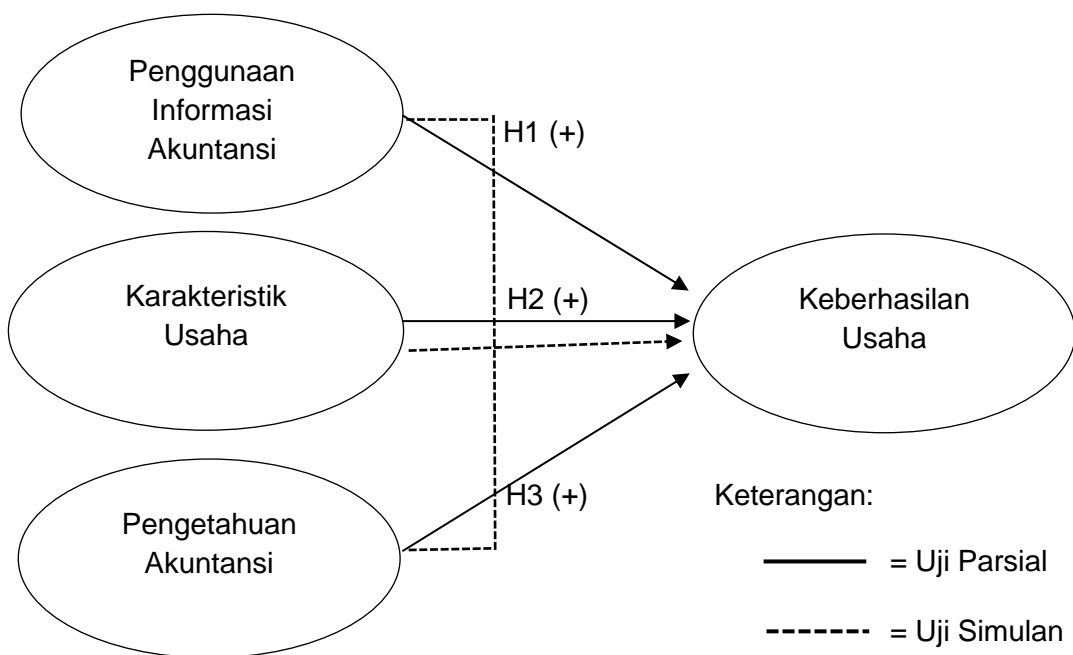 Penggunaan
Informasi
Akuntansi
H1 (+)
Karakteristik
Usaha
H2 (+)
Keberhasilan
Usaha
Pengetahuan
Akuntansi
H3 (+)
Keterangan:
= Uji Parsial
= Uji Simulan